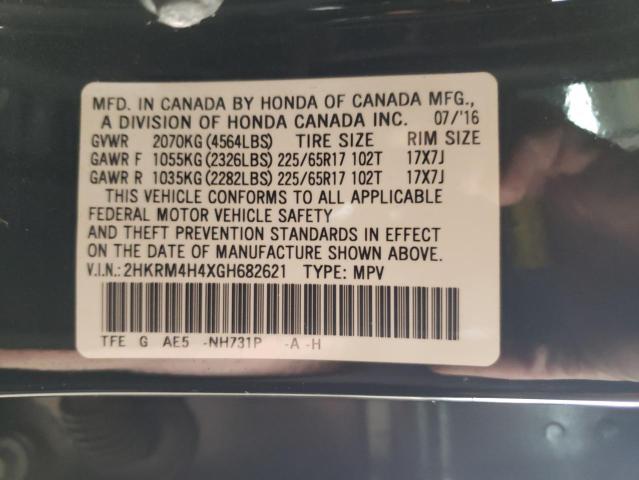 MFD. IN CANADA BY HONDA OF CANADA MFG.,
A DIVISION OF HONDA CANADA INC. 07/'16
GVWR 2070KG (4564LBS) TIRE SIZE RIM SIZE
GAWR F 1055KG (2326LBS) 225/65R17 102T 17X7J
GAWR R 1035KG (2282LBS) 225/65R17 102T 17X7J
THIS VEHICLE CONFORMS TO ALL APPLICABLE
FEDERAL MOTOR VEHICLE SAFETY
AND THEFT PREVENTION STANDARDS IN EFFECT
ON THE DATE OF MANUFACTURE SHOWN ABOVE.
V.I.N.: 2HKRM4H4XGH682621 TYPE: MPV
TFE G AE5 -NH731P -A -H